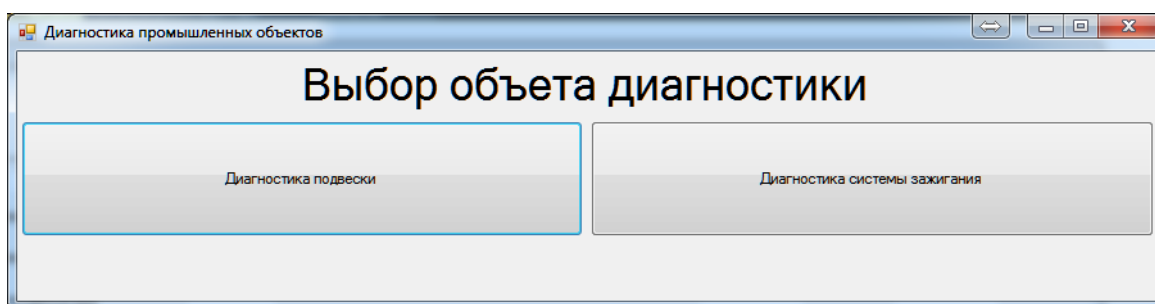 Диагностика промышленных объектов
Выбор объета диагностики
Диагностика подвески
Диагностика системы зажигания